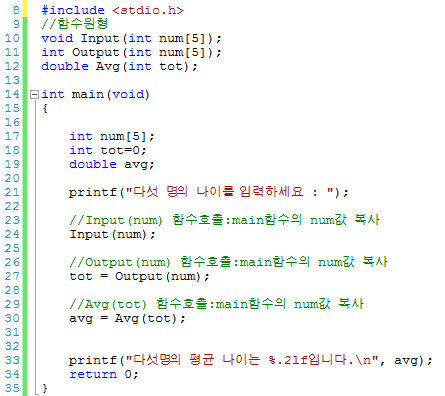 8 #include <stdio.h>
9 //함수원형
10 void Input(int num[5]);
11 int Output(int num[5]);
12 double Avg(int tot);
13
14 int main(void)
15 {
16
17 int num[5];
18 int tot=0;
19 double avg;
20
21 printf("다섯 명의 나이를 입력하세요 : ");
22
23 //Input(num) 함수호출:main함수의 num값 복사
24 Input(num);
25
26 //Output(num) 함수호출:main함수의 num값 복사
27 tot = Output(num);
28
29 //Avg(tot) 함수호출:main함수의 num값 복사
30 avg = Avg(tot);
31
32
33 printf("다섯명의 평균 나이는 %.2lf입니다.\n", avg);
34 return 0;
35 }